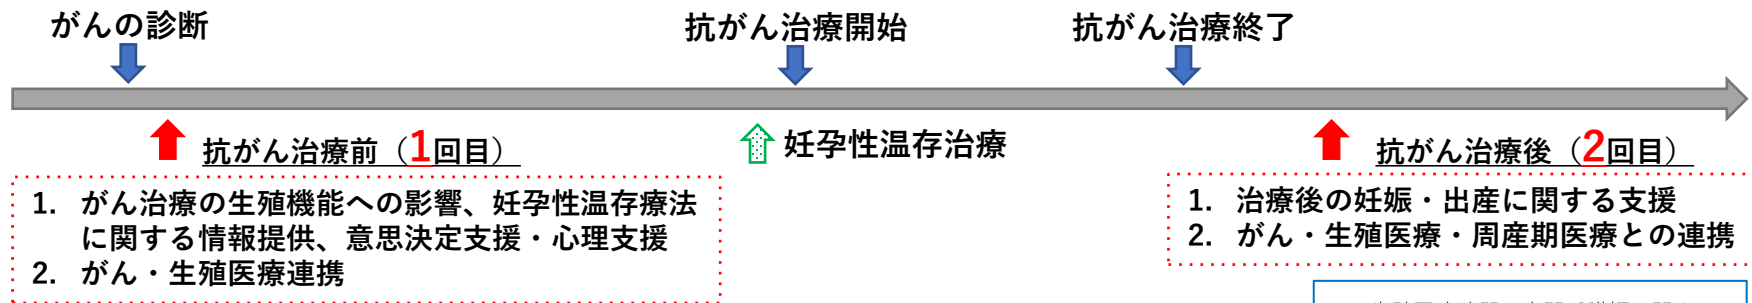 がんの診断
抗がん治療開始
抗がん治療終了
抗がん治療前（1回目）
妊孕性温存治療
抗がん治療後（2回目）
1. がん治療の生殖機能への影響、妊孕性温存療法
に関する情報提供、意思決定支援・心理支援
2. がん・生殖医療連携
1. 治療後の妊娠・出産に関する支援
2. がん・生殖医療・周産期医療との連携